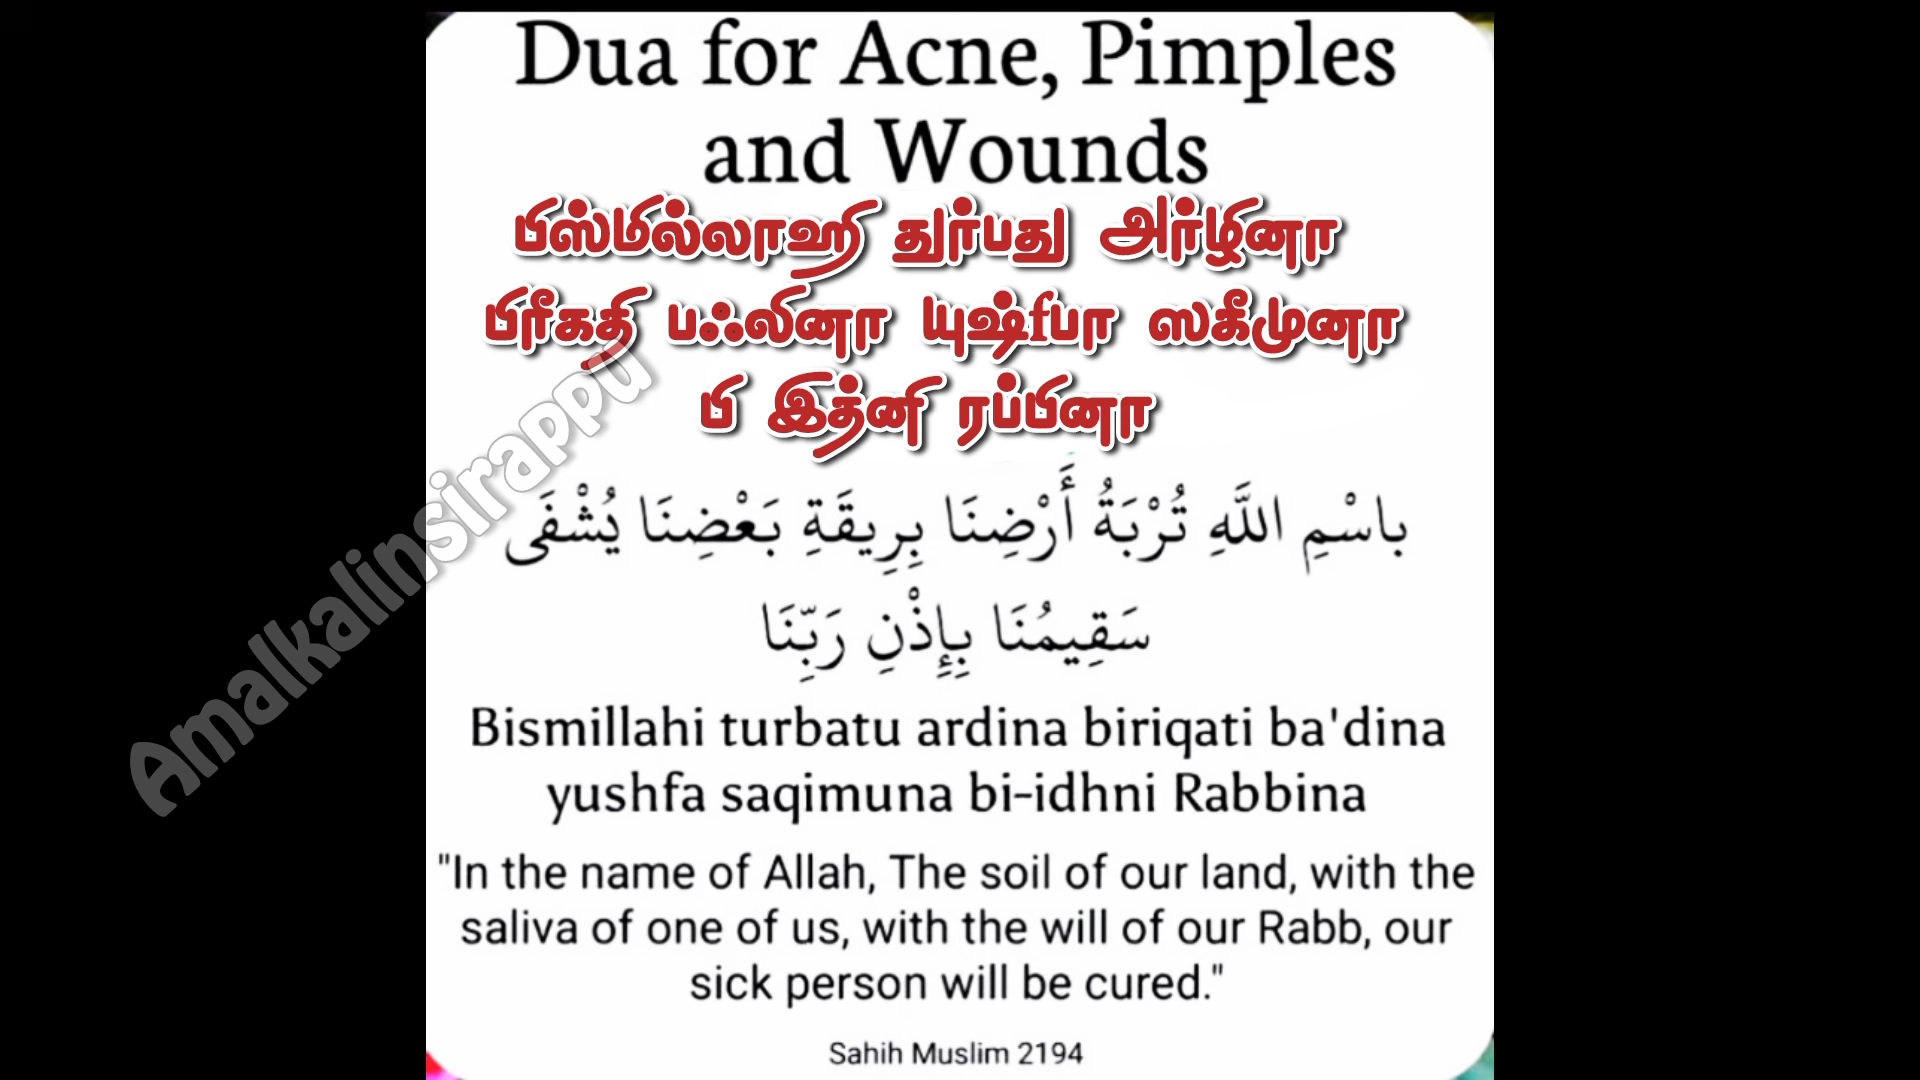 Dua for Acne, Pimples
and Wounds
பிஸ்மில்லாஹி துர்பது அர்ழினா
பிரீகதி பஃலினா யுஷ்fபா ஸகீமுனா
பி இத்னி ரப்பினா
باسْمِ اللَّهِ تُرْبَةُ أَرْضِنَا بِرِيقَةِ بَعْضِنَا يُشْفَى
سَقِيمُنَا بِإِذْنِ رَبِّنَا
Bismillahi turbatu ardina biriqati ba'dina
yushfa saqimuna bi-idhni Rabbina
"In the name of Allah, The soil of our land, with the
saliva of one of us, with the will of our Rabb, our
sick person will be cured."
Sahih Muslim 2194
Amalkalinsirappu